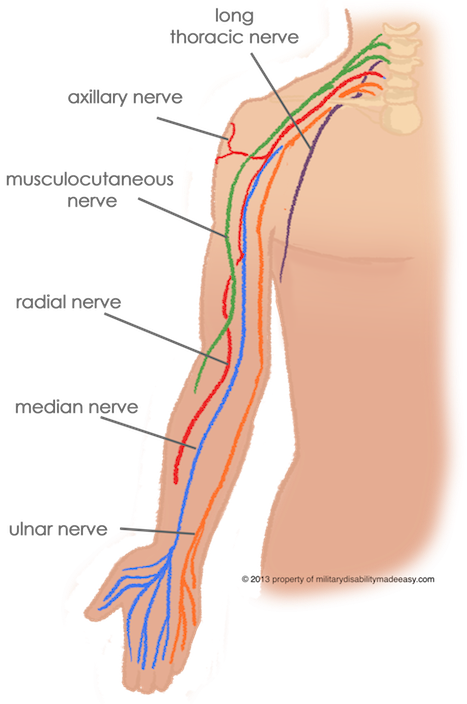 long
thoracic nerve
axillary nerve
musculocutaneous
nerve
radial nerve
median nerve
ulnar nerve
© 2013 property of militarydisabilitymadeeasy.com